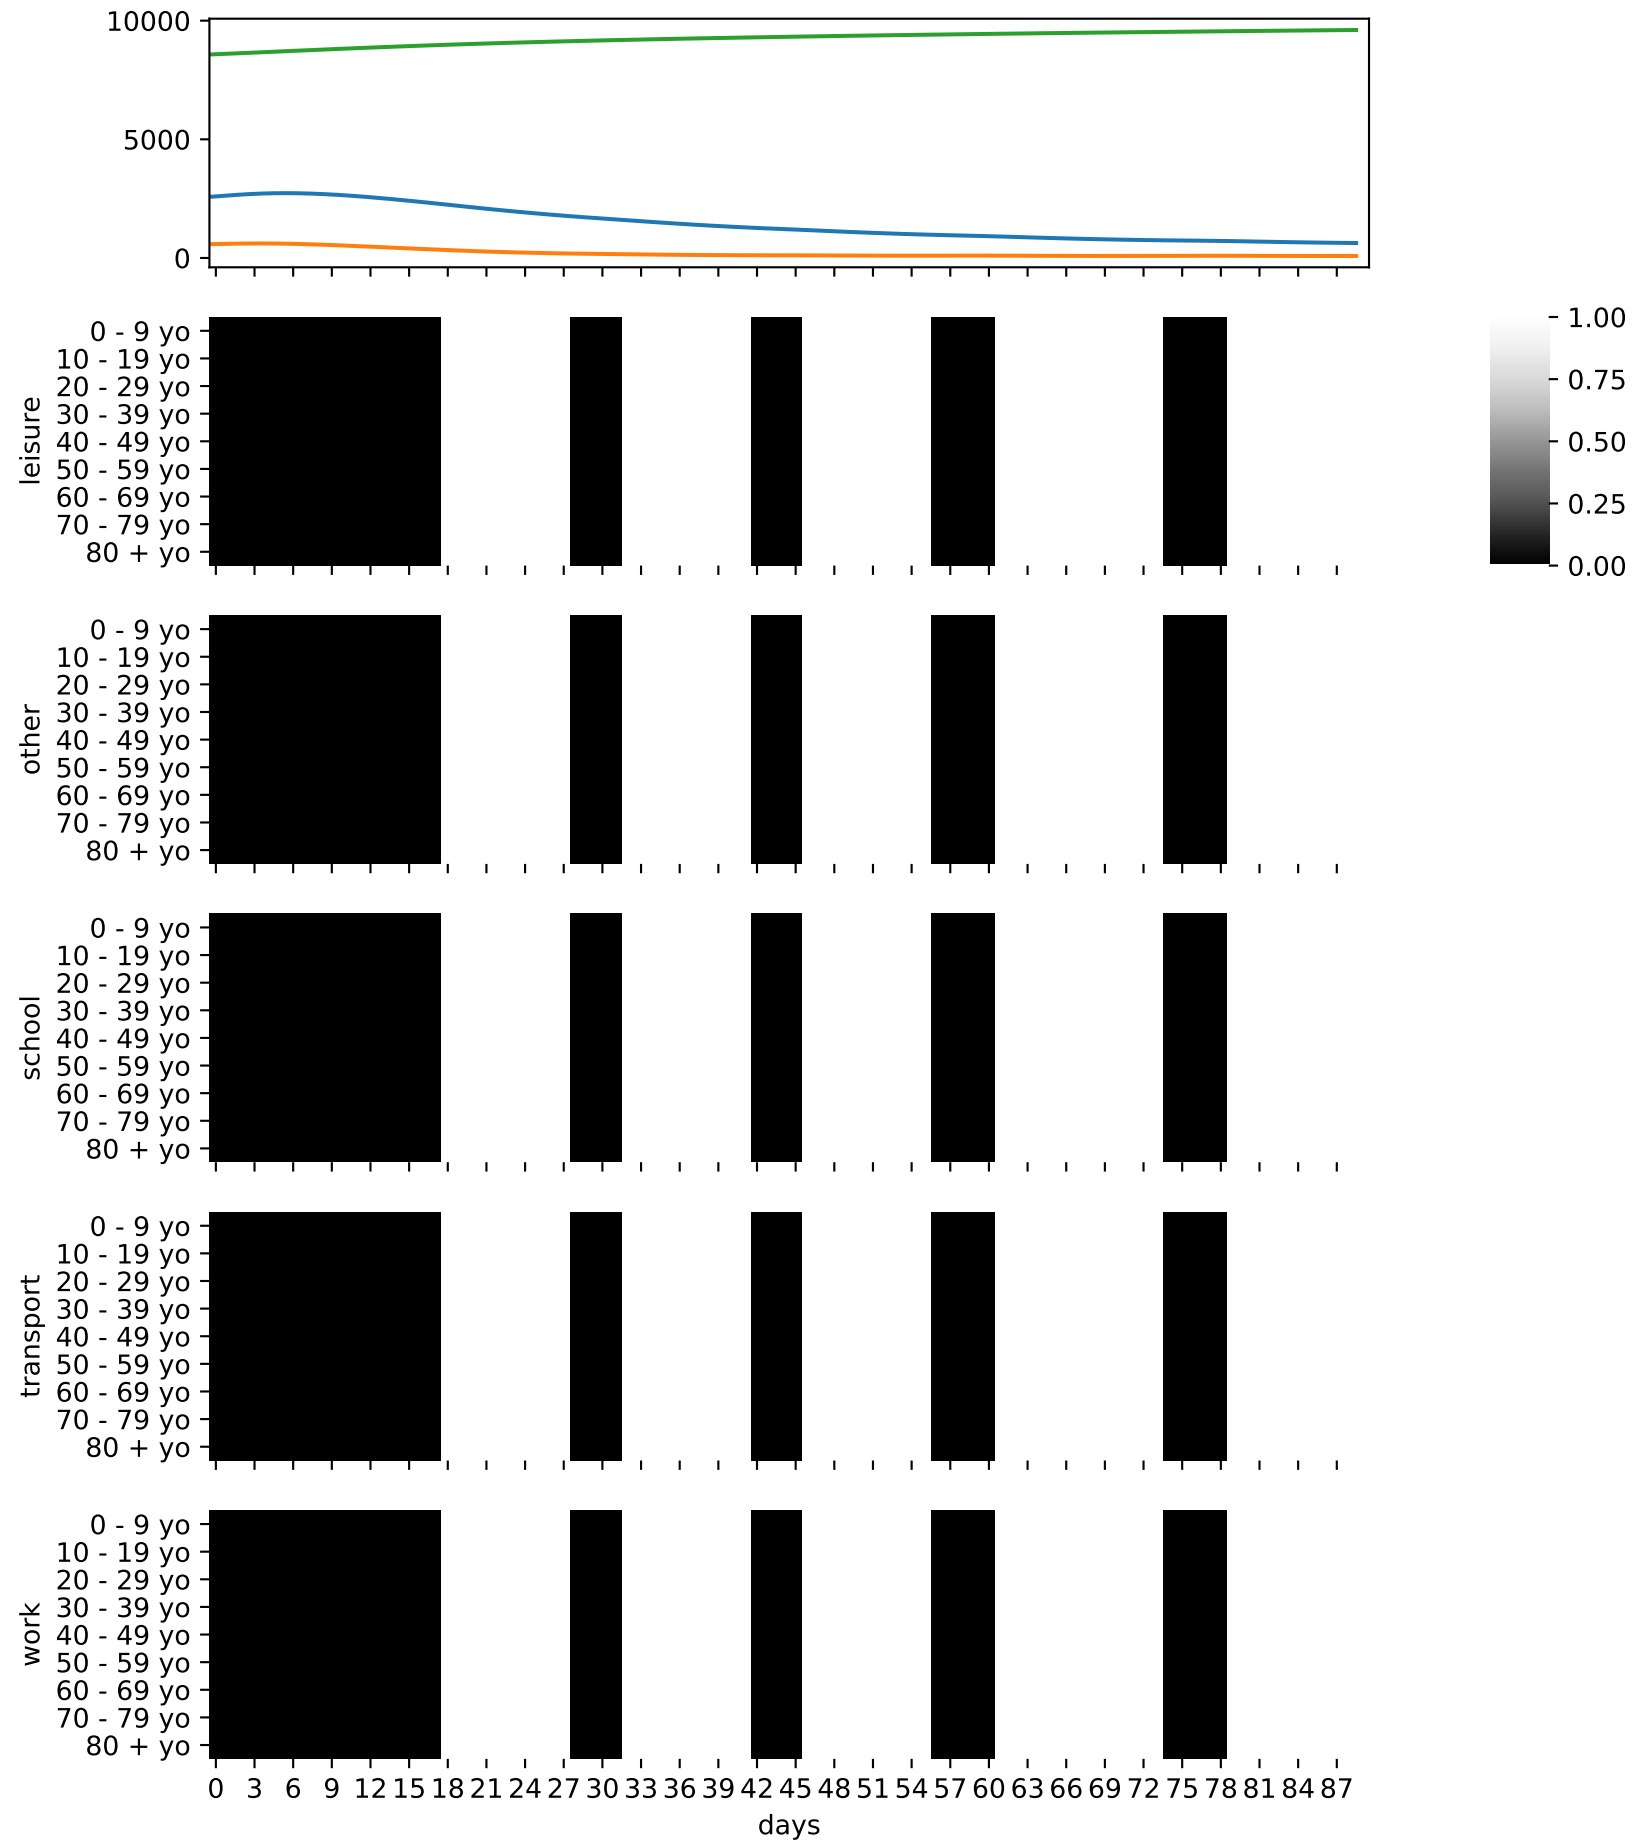 10000
5000
0
0 - 9 yo
10 - 19 yo
20 - 29 yo
30 - 39 yo
40 - 49 yo
50 - 59 yo
60 - 69 yo
70 - 79 yo
80 + yo
leisure
1.00
0.75
0.50
0.25
0.00
0 - 9 yo
10 - 19 yo
20 - 29 yo
30 - 39 yo
40 - 49 yo
50 - 59 yo
60 - 69 yo
70 - 79 yo
80 + yo
other
0 - 9 yo
10 - 19 yo
20 - 29 yo
30 - 39 yo
40 - 49 yo
50 - 59 yo
60 - 69 yo
70 - 79 yo
80 + yo
school
0 - 9 yo
10 - 19 yo
20 - 29 yo
30 - 39 yo
40 - 49 yo
50 - 59 yo
60 - 69 yo
70 - 79 yo
80 + yo
transport
0 - 9 yo
10 - 19 yo
20 - 29 yo
30 - 39 yo
40 - 49 yo
50 - 59 yo
60 - 69 yo
70 - 79 yo
80 + yo
work
0 3 6 9 12 15 18 21 24 27 30 33 36 39 42 45 48 51 54 57 60 63 66 69 72 75 78 81 84 87
days